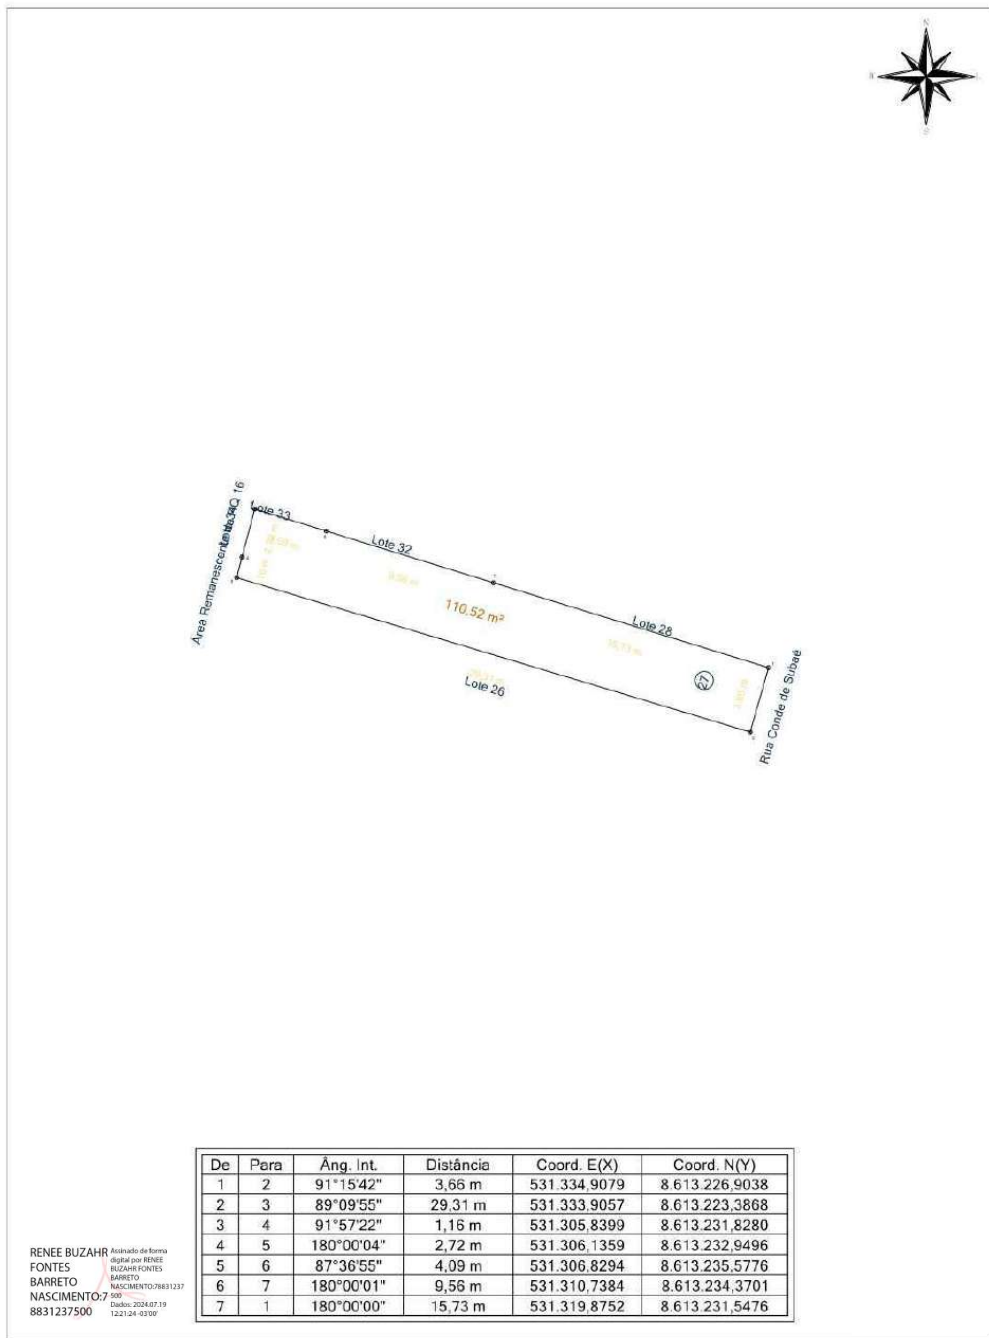 N
L
S
Lote 33
Lote 32
Lote 28
110,52 m²
27
Lote 26
Rua Conde de Subaé
9,56 m
15,73 m
29,31 m
De Para Âng. Int. Distância Coord. E(X) Coord. N(Y)
1 2 91°15'42" 3,66 m 531.334,9079 8.613.226,9038
2 3 89°09'55" 29,31 m 531.333,9057 8.613.223,3868
3 4 91°57'22" 1,16 m 531.305,8399 8.613.231,8280
4 5 180°00'04" 2,72 m 531.306,1359 8.613.232,9496
5 6 87°36'55" 4,09 m 531.306,8294 8.613.235,5776
6 7 180°00'01" 9,56 m 531.310,7384 8.613.234,3701
7 1 180°00'00" 15,73 m 531.319,8752 8.613.231,5476
RENEE BUZAHR
FONTES
BARRETO
NASCIMENTO:7
8831237500
Assinado de forma
digital por RENEE
BUZAHR FONTES
BARRETO
NASCIMENTO:78831237
500
Dados: 2024.07.19
12:21:24 -03'00'